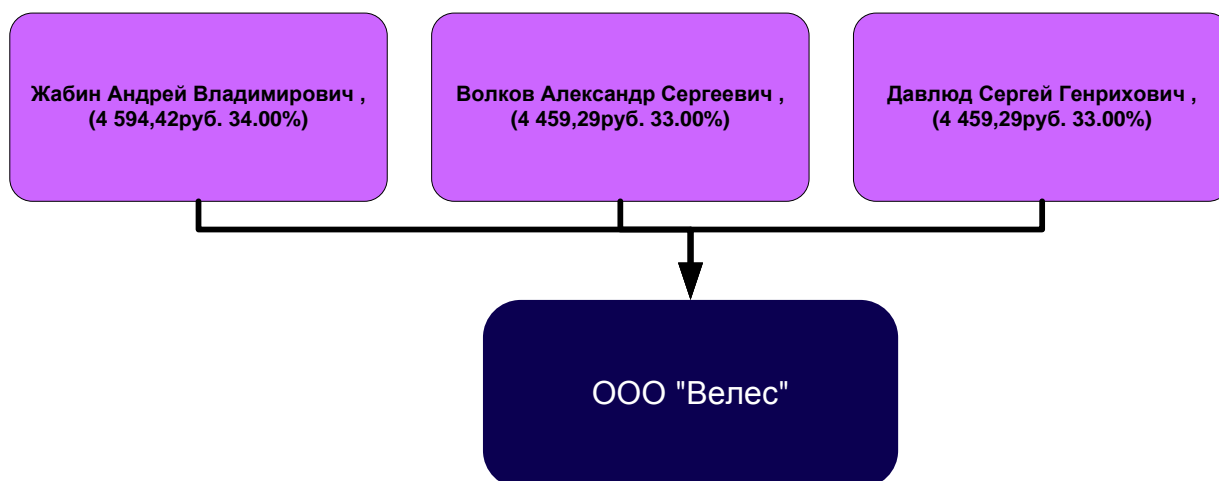 Жабин Андрей Владимирович ,
(4 594,42руб. 34.00%)
Волков Александр Сергеевич ,
(4 459,29руб. 33.00%)
Давлюд Сергей Генрихович ,
(4 459,29руб. 33.00%)
ООО "Велес"